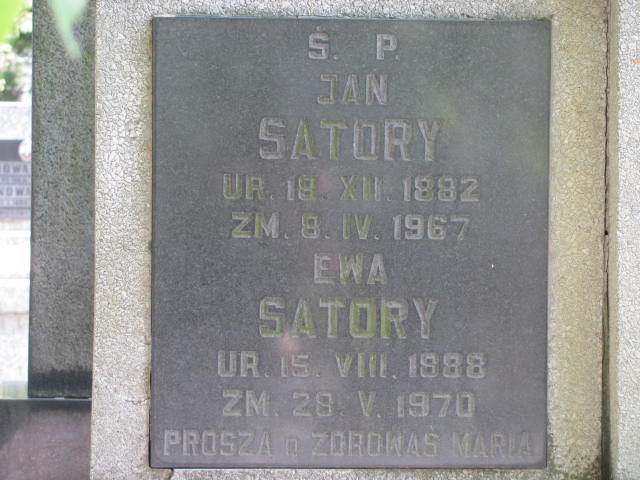 Ś. P.
JAN
SATORY
UR. 18. XII. 1882
ZM. 8. IV. 1967
EWA
SATORY
UR. 15. VIII. 1888
ZM. 28. V. 1970
PROSZĄ o ZDROWAŚ MARIA